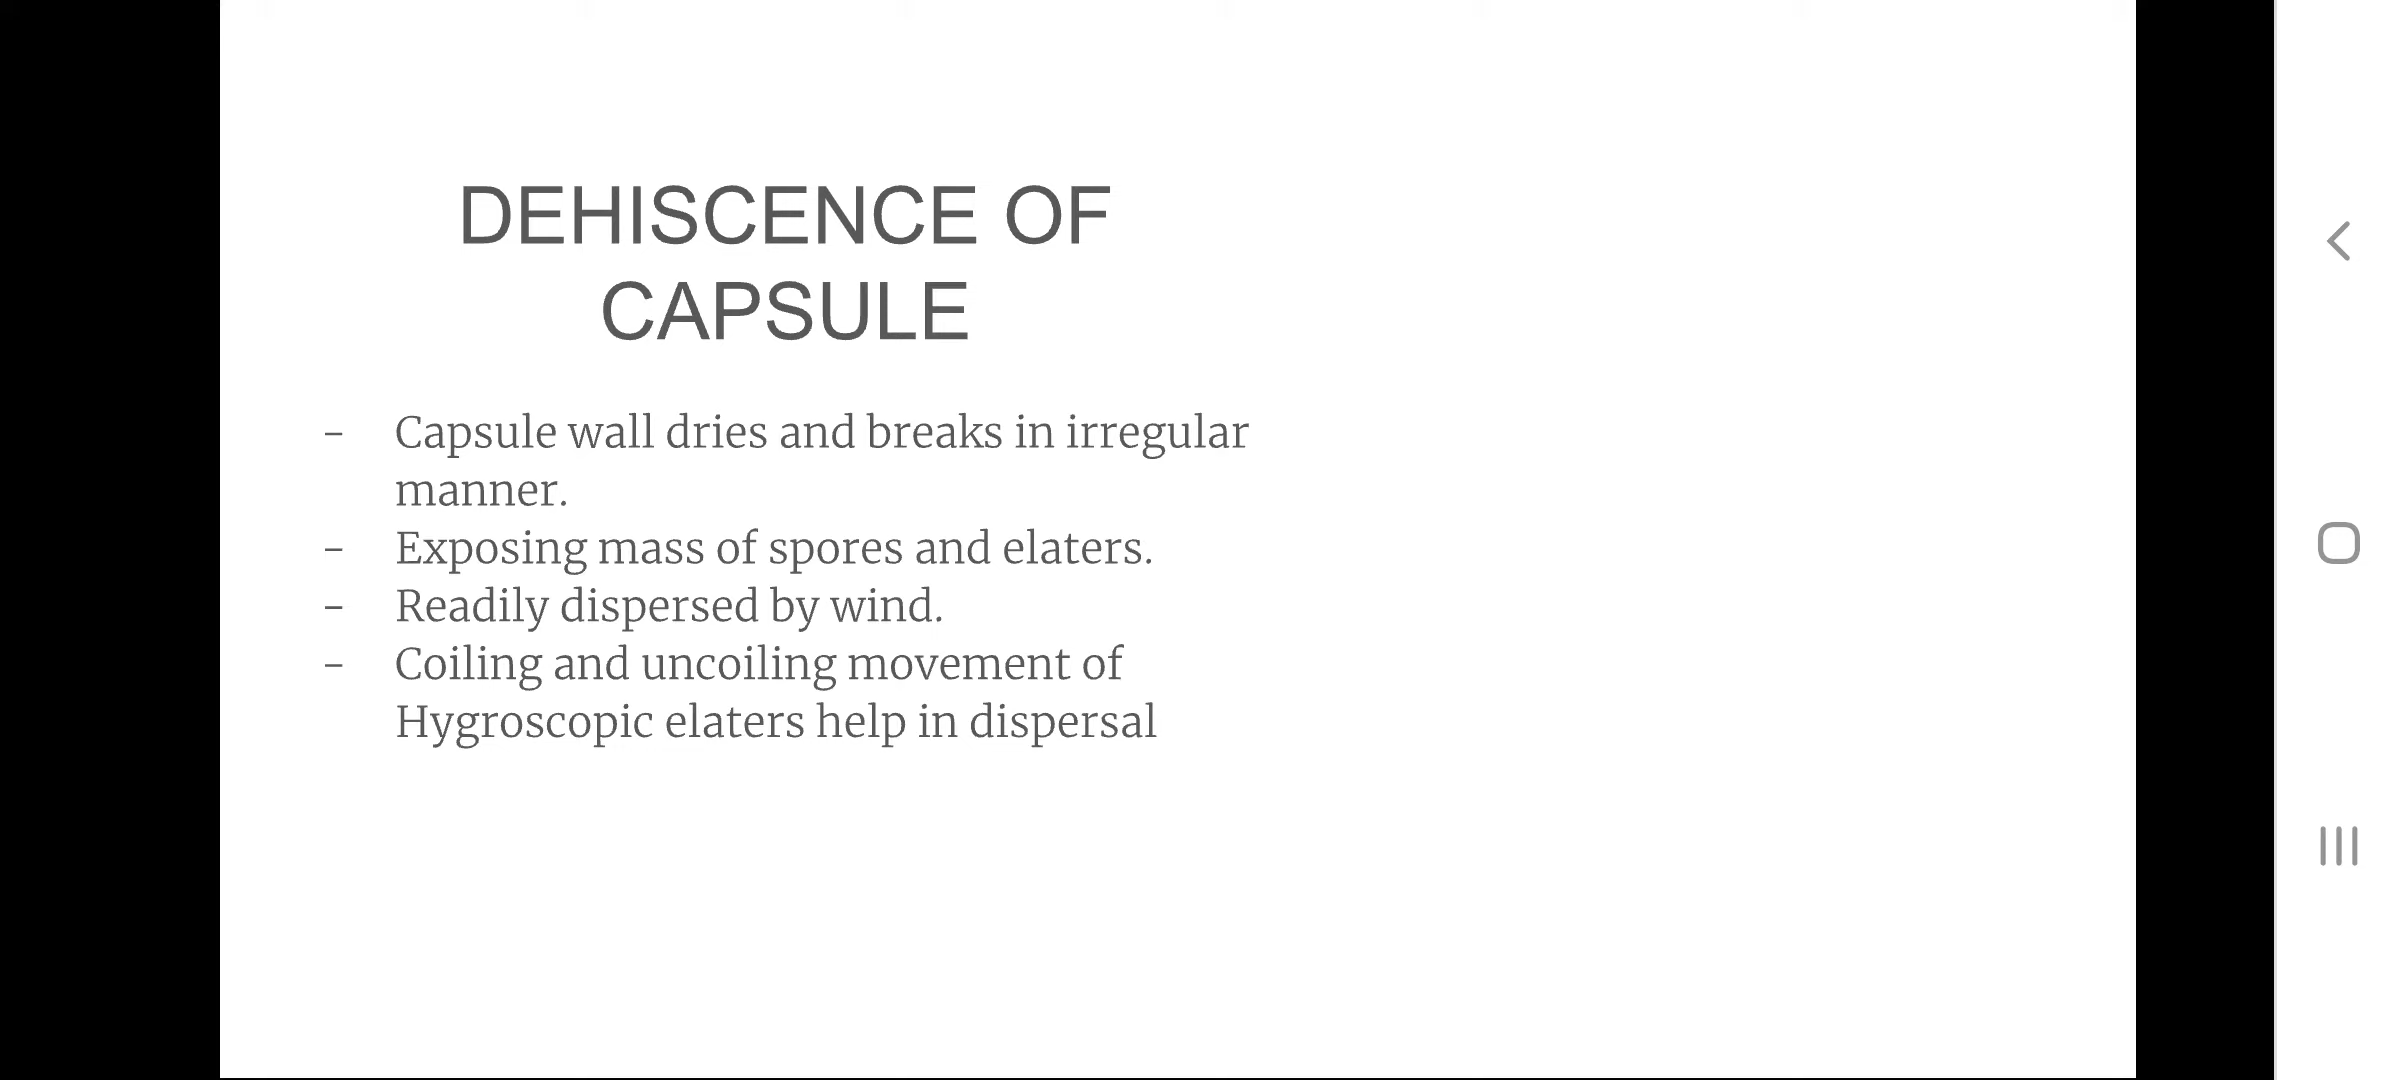 DEHISCENCE OF
CAPSULE
- Capsule wall dries and breaks in irregular
manner.
- Exposing mass of spores and elaters.
- Readily dispersed by wind.
- Coiling and uncoiling movement of
Hygroscopic elaters help in dispersal